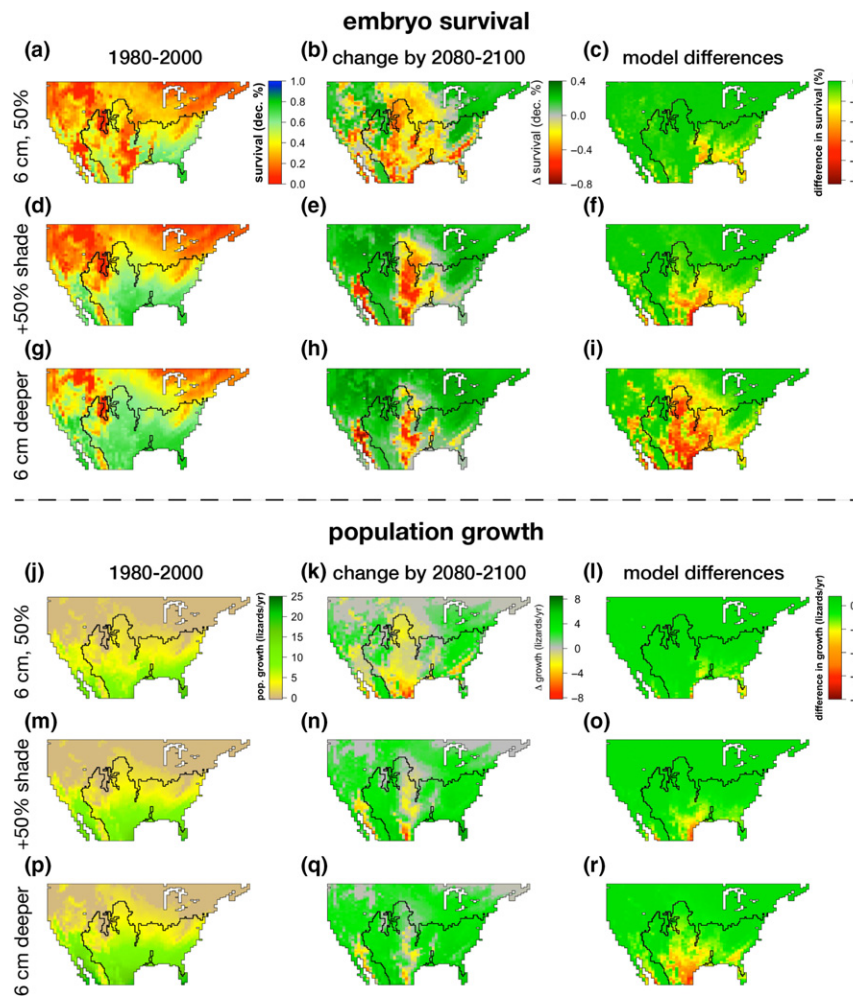 embryo survival
(a) 1980-2000 (b) change by 2080-2100 (c) model differences
6 cm, 50%
1.0
0.8
0.6
0.4
0.2
0.0
survival (dec. %)
0.4
0.0
−0.4
−0.8
Δ survival (dec. %)
difference in survival (%)
(d) (e) (f)
+50% shade
(g) (h) (i)
6 cm deeper
population growth
(j) 1980-2000 (k) change by 2080-2100 (l) model differences
6 cm, 50%
25
20
15
10
5
0
pop. growth (lizards/yr)
8
4
0
−4
−8
Δ growth (lizards/yr)
difference in growth (lizards/yr)
(m) (n) (o)
+50% shade
(p) (q) (r)
6 cm deeper